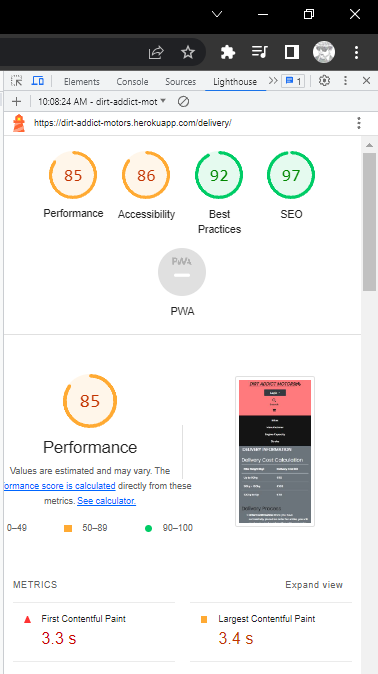 Elements Console Sources Lighthouse 1
10:08:24 AM - dirt-addict-mot
https://dirt-addict-motors.herokuapp.com/delivery/
85 86 92 97
Performance Accessibility Best Practices SEO
PWA
PWA
85
Performance
Values are estimated and may vary. The
formance score is calculated directly from these
metrics. See calculator.
0–49 50–89 90–100
DIRT ADDICT MOTORS
DELIVERY INFORMATION
Delivery Cost Calculation
Delivery Process
METRICS Expand view
First Contentful Paint Largest Contentful Paint
3.3 s 3.4 s